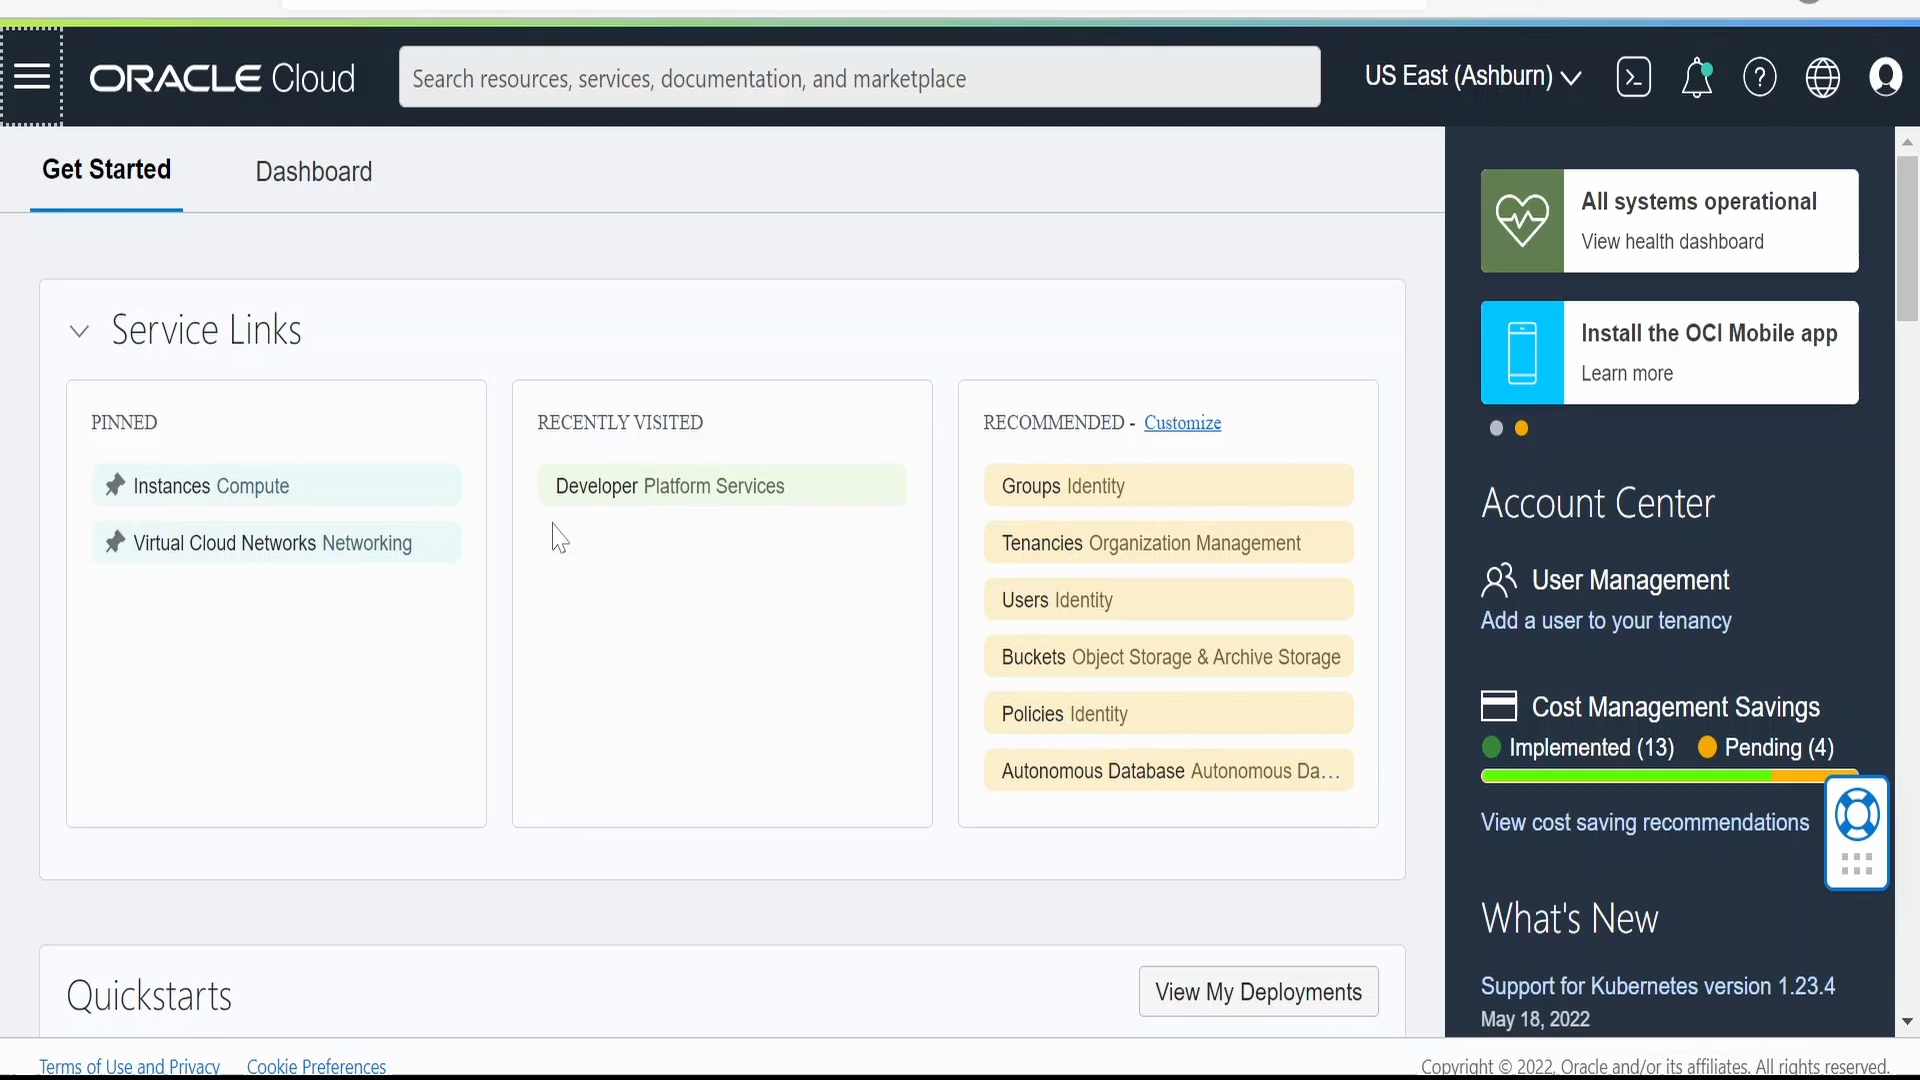 ORACLE Cloud
Search resources, services, documentation, and marketplace
US East (Ashburn)
Get Started
Dashboard
Service Links
PINNED
Instances Compute
Virtual Cloud Networks Networking
RECENTLY VISITED
Developer Platform Services
RECOMMENDED - Customize
Groups Identity
Tenancies Organization Management
Users Identity
Buckets Object Storage & Archive Storage
Policies Identity
Autonomous Database Autonomous Da...
Quickstarts
View My Deployments
All systems operational
View health dashboard
Install the OCI Mobile app
Learn more
Account Center
User Management
Add a user to your tenancy
Cost Management Savings
Implemented (13) Pending (4)
View cost saving recommendations
What's New
Support for Kubernetes version 1.23.4
May 18, 2022
Terms of Use and Privacy Cookie Preferences
Copyright © 2022, Oracle and/or its affiliates. All rights reserved.